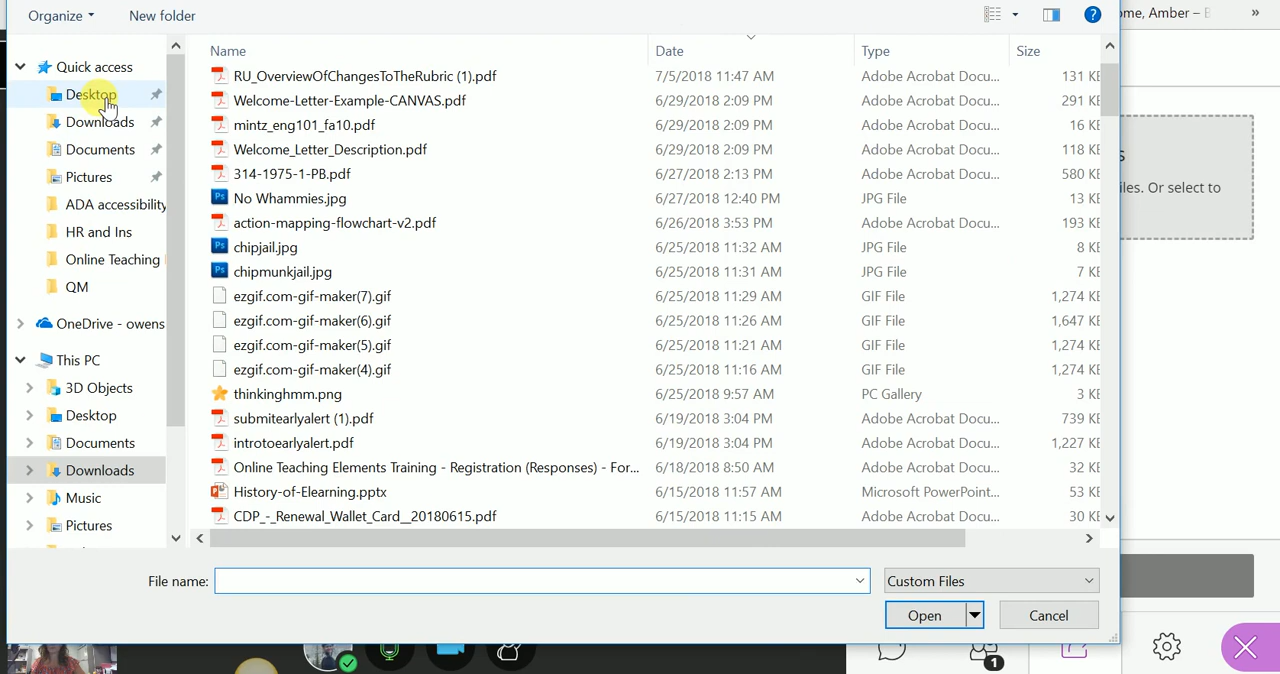 Organize New folder
me, Amber – E »
Name Date Type Size
Quick access
Desktop
Downloads
Documents
Pictures
ADA accessibility
HR and Ins
Online Teaching
QM
OneDrive - owens
This PC
3D Objects
Desktop
Documents
Downloads
Music
Pictures
RU_OverviewOfChangesToTheRubric (1).pdf 7/5/2018 11:47 AM Adobe Acrobat Docu... 131 KE
Welcome-Letter-Example-CANVAS.pdf 6/29/2018 2:09 PM Adobe Acrobat Docu... 291 KE
mintz_eng101_fa10.pdf 6/29/2018 2:09 PM Adobe Acrobat Docu... 16 KE
Welcome_Letter_Description.pdf 6/29/2018 2:09 PM Adobe Acrobat Docu... 118 KE
314-1975-1-PB.pdf 6/27/2018 2:13 PM Adobe Acrobat Docu... 580 KE
No Whammies.jpg 6/27/2018 12:40 PM JPG File 13 KE
action-mapping-flowchart-v2.pdf 6/26/2018 3:53 PM Adobe Acrobat Docu... 193 KE
chipjail.jpg 6/25/2018 11:32 AM JPG File 8 KE
chipmunkjail.jpg 6/25/2018 11:31 AM JPG File 7 KE
ezgif.com-gif-maker(7).gif 6/25/2018 11:29 AM GIF File 1,274 KE
ezgif.com-gif-maker(6).gif 6/25/2018 11:26 AM GIF File 1,647 KE
ezgif.com-gif-maker(5).gif 6/25/2018 11:21 AM GIF File 1,274 KE
ezgif.com-gif-maker(4).gif 6/25/2018 11:16 AM GIF File 1,274 KE
thinkinghmm.png 6/25/2018 9:57 AM PC Gallery 3 KE
submitearlyalert (1).pdf 6/19/2018 3:04 PM Adobe Acrobat Docu... 739 KE
introtoearlyalert.pdf 6/19/2018 3:04 PM Adobe Acrobat Docu... 1,227 KE
Online Teaching Elements Training - Registration (Responses) - For... 6/18/2018 8:50 AM Adobe Acrobat Docu... 32 KE
History-of-Elearning.pptx 6/15/2018 11:57 AM Microsoft PowerPoint... 53 KE
CDP_-_Renewal_Wallet_Card__20180615.pdf 6/15/2018 11:15 AM Adobe Acrobat Docu... 30 KE
s
iles. Or select to
File name: Custom Files
Open Cancel
1